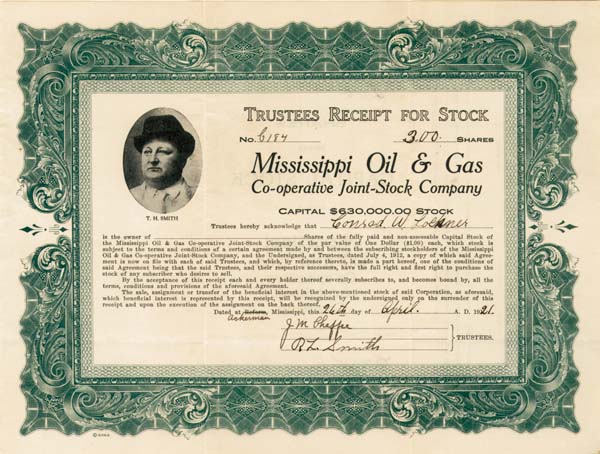 TRUSTEES RECEIPT FOR STOCK
No. C184 300 SHARES
Mississippi Oil & Gas
Co-operative Joint-Stock Company
CAPITAL $630,000.00 STOCK
T. H. SMITH
Trustees hereby acknowledge that Conrad W. Lochner
is the owner of Shares of the fully paid and non-assessable Capital Stock of
the Mississippi Oil & Gas Co-operative Joint-Stock Company of the par value of One Dollar ($1.00) each, which stock is
subject to the terms and conditions of a certain agreement made by and between the subscribing stockholders of the Mississippi
Oil & Gas Co-operative Joint-Stock Company, and the Undersigned, as Trustees, dated July 4, 1912, a copy of which said Agree-
ment is on file with each of said Trustees, and which, by reference thereto, is made a part hereof, one of the conditions of
said Agreement being that the said Trustees, and their respective successors, have the full right and first right to purchase the
stock of any subscriber who desires to sell.
By the acceptance of this receipt each and every holder thereof severally subscribes to, and becomes bound by, all the
terms, conditions and provisions of the aforesaid Agreement.
The sale, assignment or transfer of the beneficial interest in the above-mentioned stock of said Corporation, as aforesaid,
which beneficial interest is represented by this receipt, will be recognized by the undersigned only on the surrender of this
receipt and upon the execution of the assignment on the back thereof.
Dated at Reform, Mississippi, this 26th day of April. A. D. 1921.
Ackerman
J. M.
R. L. Smith
TRUSTEES.